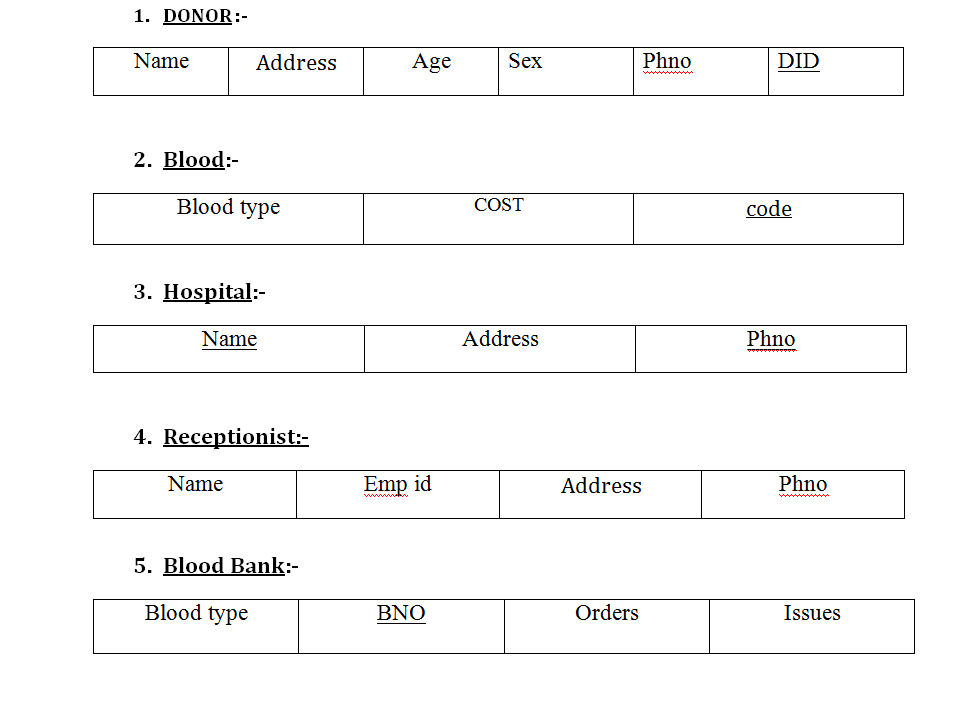 1. DONOR:-
Name Address Age Sex Phno DID
2. Blood:-
Blood type COST code
3. Hospital:-
Name Address Phno
4. Receptionist:-
Name Emp id Address Phno
5. Blood Bank:-
Blood type BNO Orders Issues